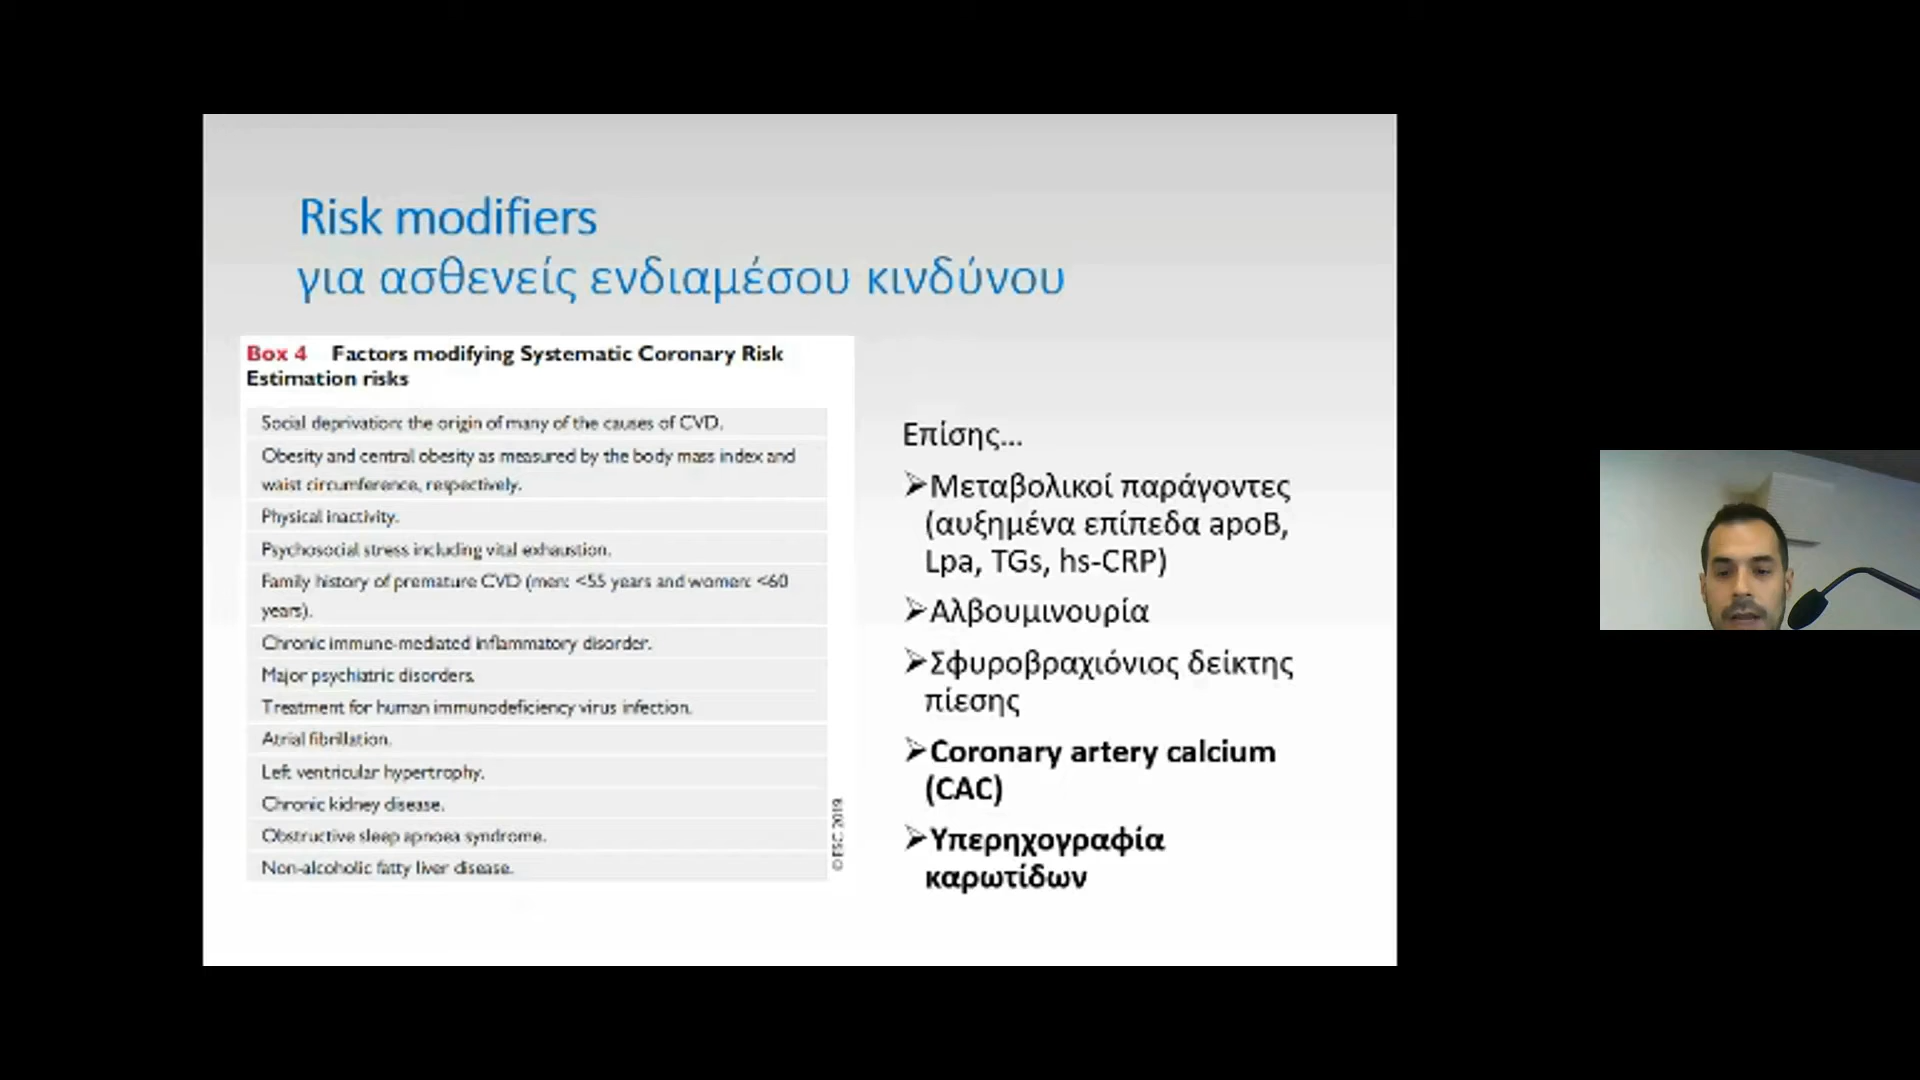 Risk modifiers
για ασθενείς ενδιαμέσου κινδύνου
Box 4 Factors modifying Systematic Coronary Risk
Estimation risks
Social deprivation: the origin of many of the causes of CVD.
Obesity and central obesity as measured by the body mass index and
waist circumference, respectively.
Physical inactivity.
Psychosocial stress including vital exhaustion.
Family history of premature CVD (men: <55 years and women: <60
years).
Chronic immune-mediated inflammatory disorder.
Major psychiatric disorders.
Treatment for human immunodeficiency virus infection.
Atrial fibrillation.
Left ventricular hypertrophy.
Chronic kidney disease.
Obstructive sleep apnoea syndrome.
Non-alcoholic fatty liver disease.
©ESC 2019
Επίσης...
➢Μεταβολικοί παράγοντες
(αυξημένα επίπεδα apoB,
Lpa, TGs, hs-CRP)
➢Αλβουμινουρία
➢Σφυροβραχιόνιος δείκτης
πίεσης
➢Coronary artery calcium
(CAC)
➢Υπερηχογραφία
καρωτίδων